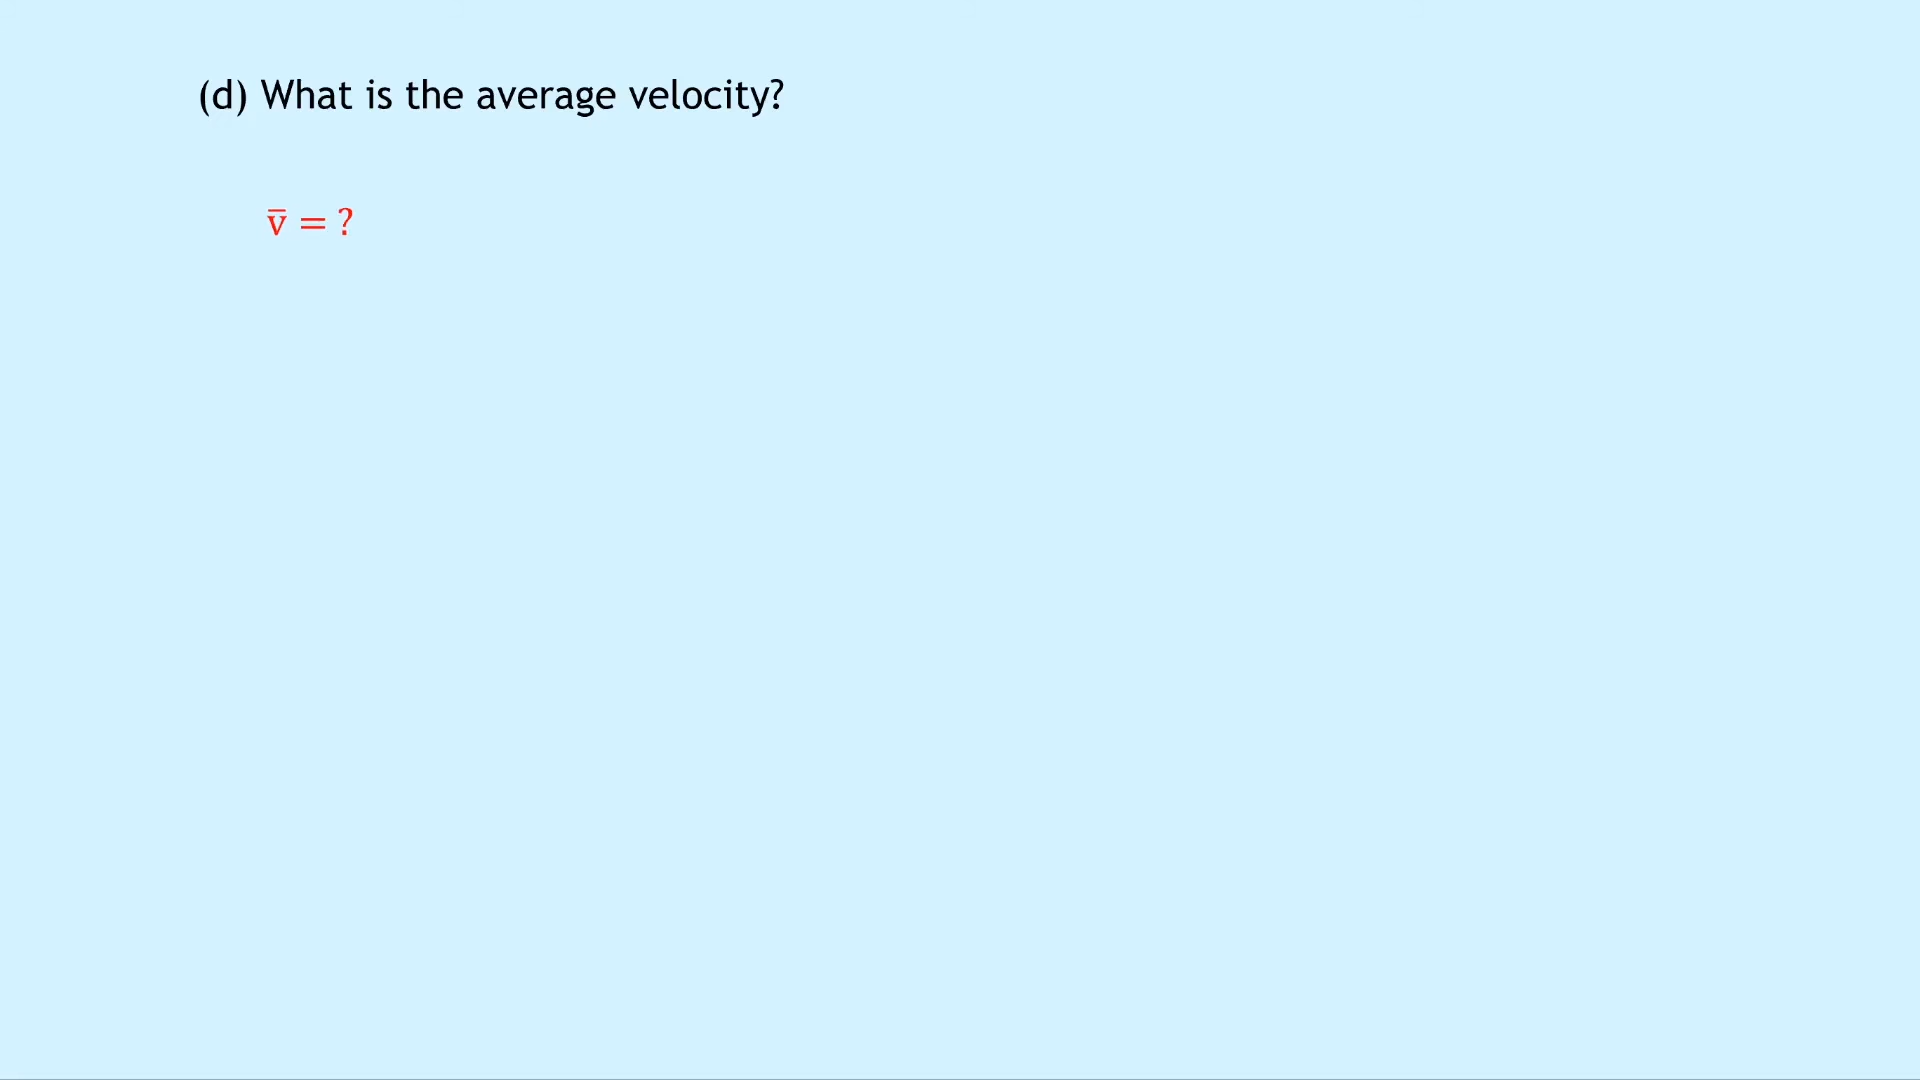 (d) What is the average velocity?
v̄ = ?